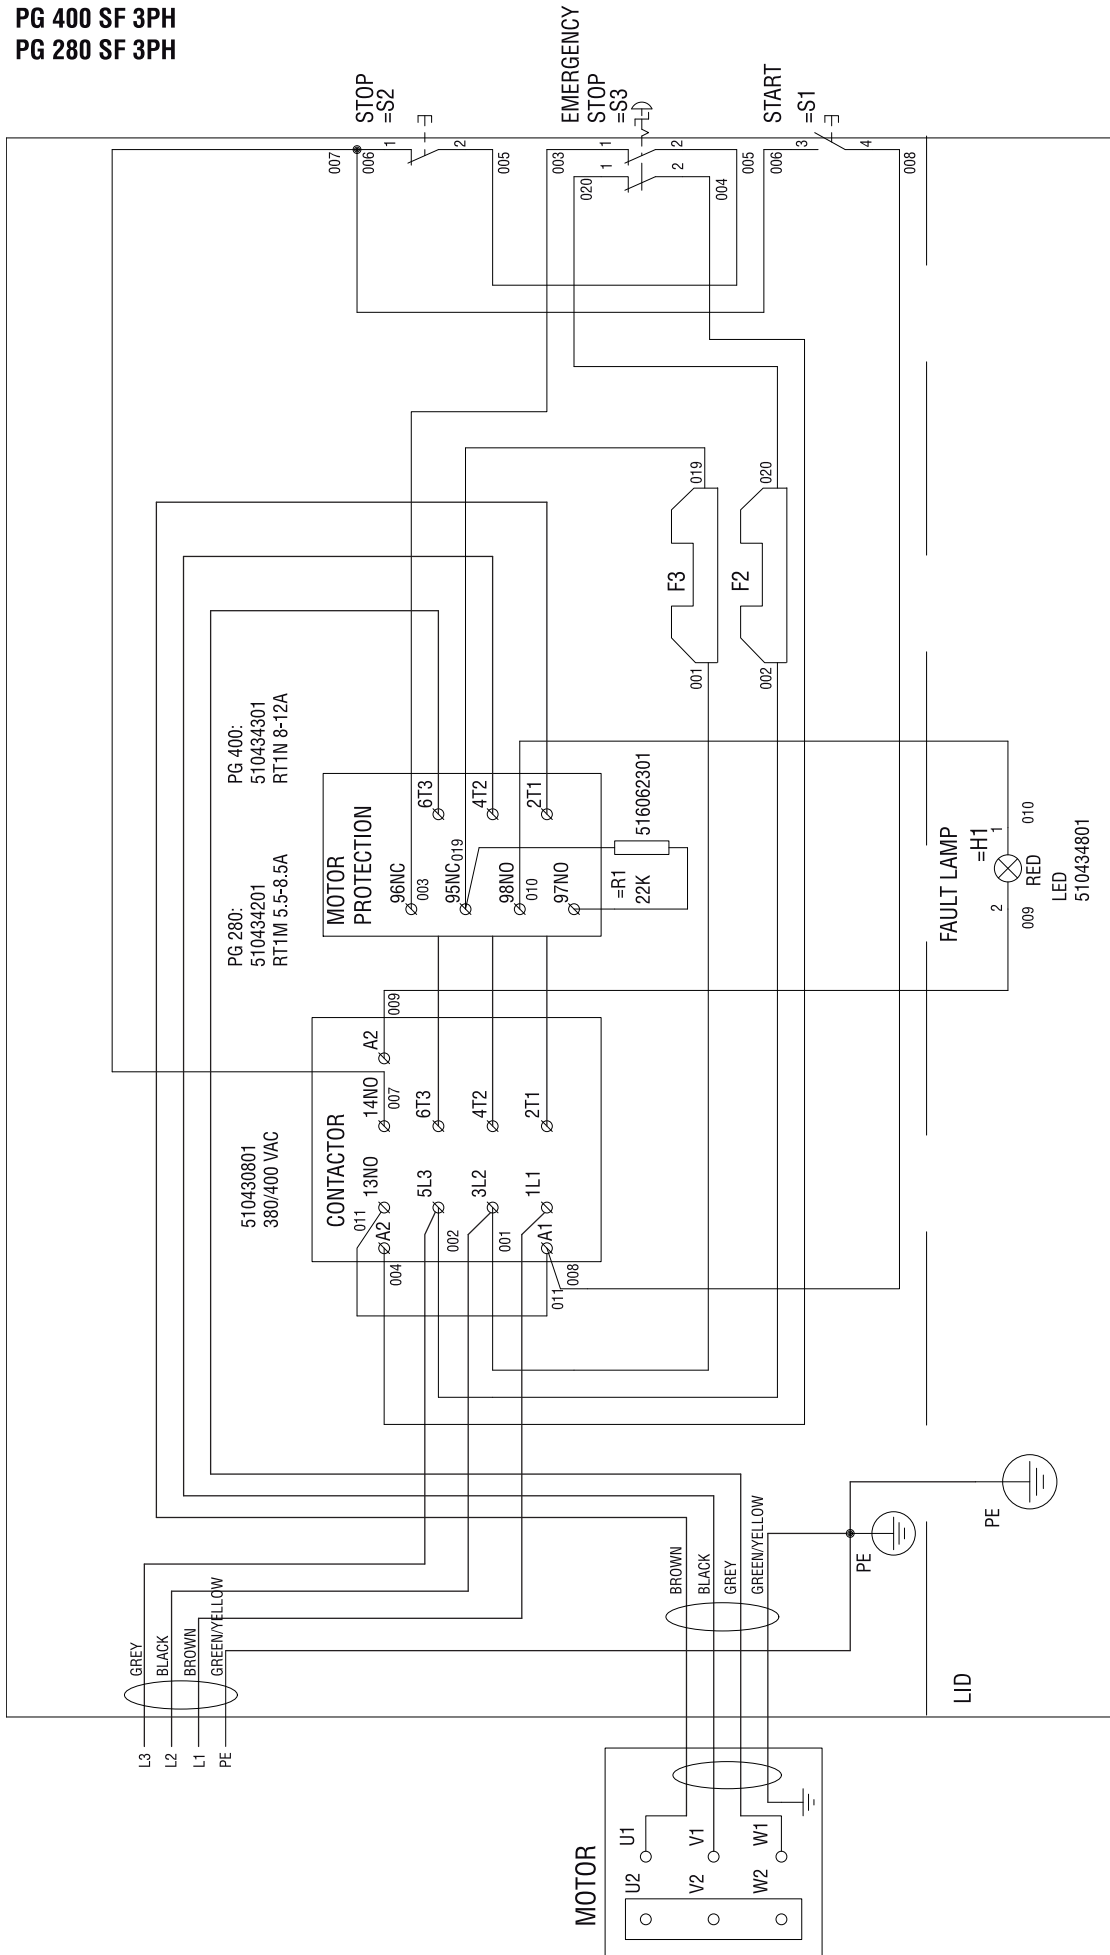 PG 400 SF 3PH
PG 280 SF 3PH
STOP
=S2
EMERGENCY
STOP
=S3
START
=S1
007
006
1
2
005
003
1
2
020
1
2
004
005
006
3
4
008
F3
019
001
F2
020
002
PG 400:
510434301
RT1N 8-12A
PG 280:
510434201
RT1M 5.5-8.5A
MOTOR
PROTECTION
6T3
4T2
2T1
96NC
003
95NC
019
98NO
010
97NO
=R1
22K
516062301
FAULT LAMP
=H1
1
2
010
009
RED
LED
510434801
510430801
380/400 VAC
CONTACTOR
A2
009
14NO
007
6T3
4T2
2T1
13NO
011
A2
004
5L3
002
3L2
001
1L1
A1
008
011
L3
L2
L1
PE
GREY
BLACK
BROWN
GREEN/YELLOW
BROWN
BLACK
GREY
GREEN/YELLOW
PE
PE
LID
MOTOR
U1
V1
W1
U2
V2
W2